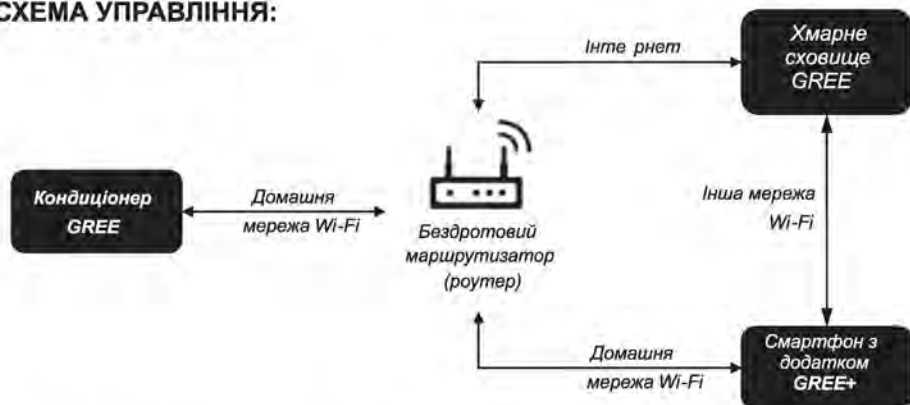 СХЕМА УПРАВЛІННЯ:
Інте рнет
Хмарне
сховище
GREE
Кондиціонер
GREE
Домашня
мережа Wi-Fi
Бездротовий
маршрутизатор
(роутер)
Інша мережа
Wi-Fi
Домашня
мережа Wi-Fi
Смартфон з
додатком
GREE+